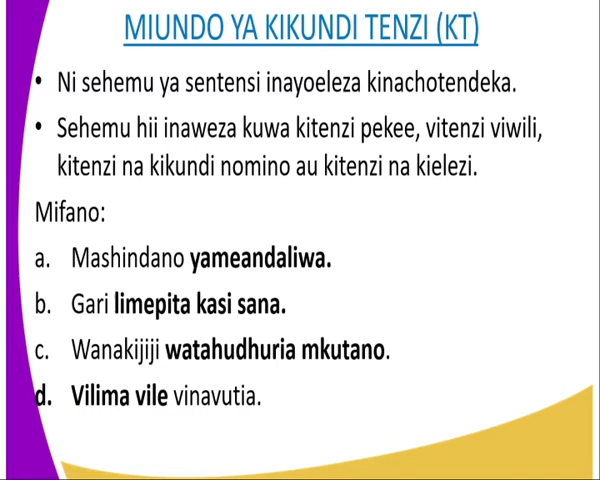 MIUNDO YA KIKUNDI TENZI (KT)
• Ni sehemu ya sentensi inayoeleza kinachotendeka.
• Sehemu hii inaweza kuwa kitenzi pekee, vitenzi viwili,
kitenzi na kikundi nomino au kitenzi na kielezi.
Mifano:
a. Mashindano yameandaliwa.
b. Gari limepita kasi sana.
c. Wanakijiji watahudhuria mkutano.
d. Vilima vile vinavutia.